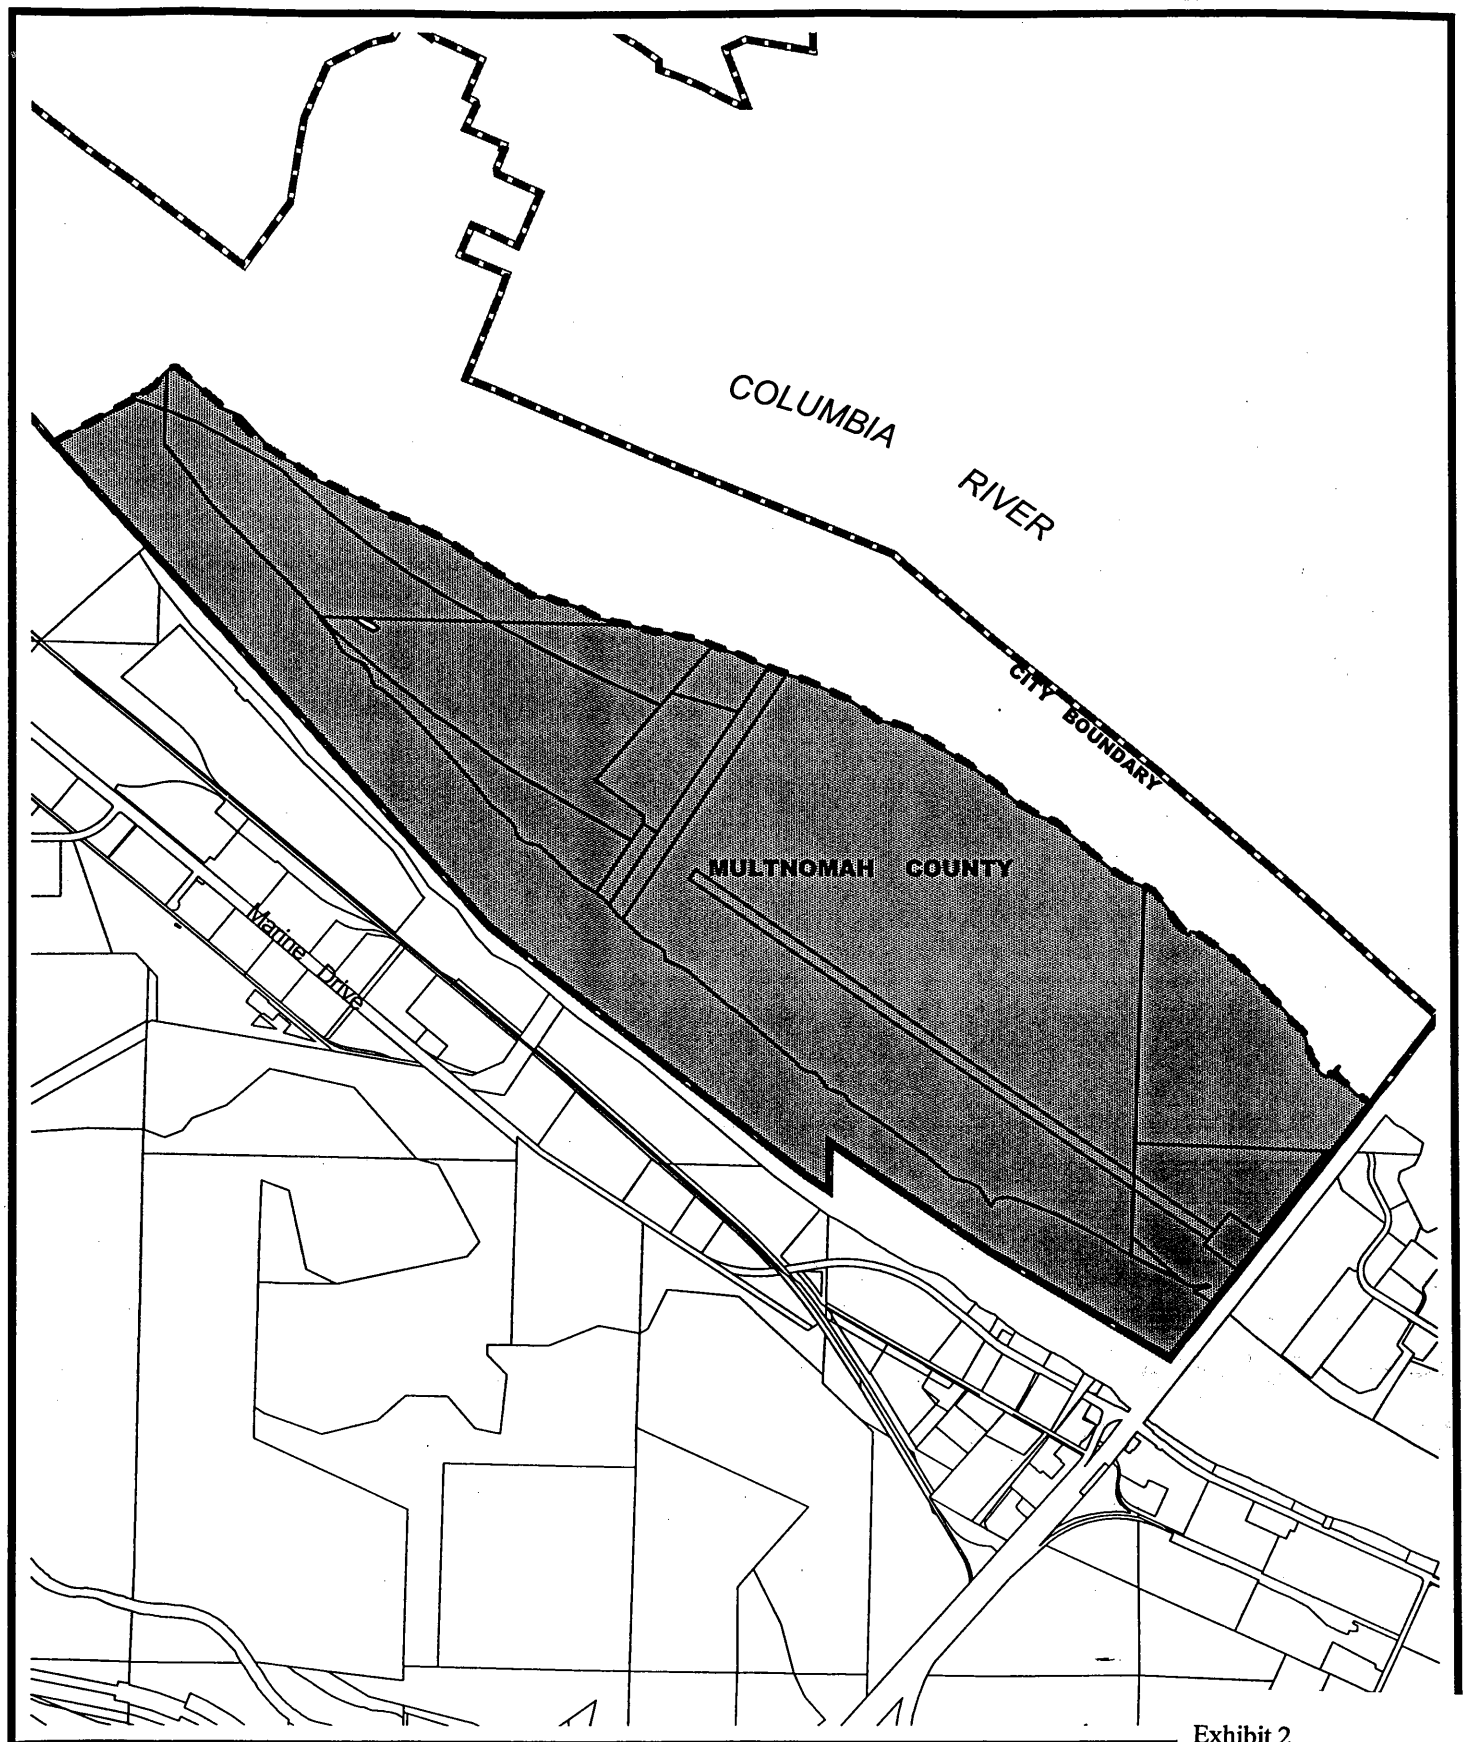 COLUMBIA
RIVER
CITY BOUNDARY
MULTNOMAH COUNTY
Marine Drive
Exhibit 2